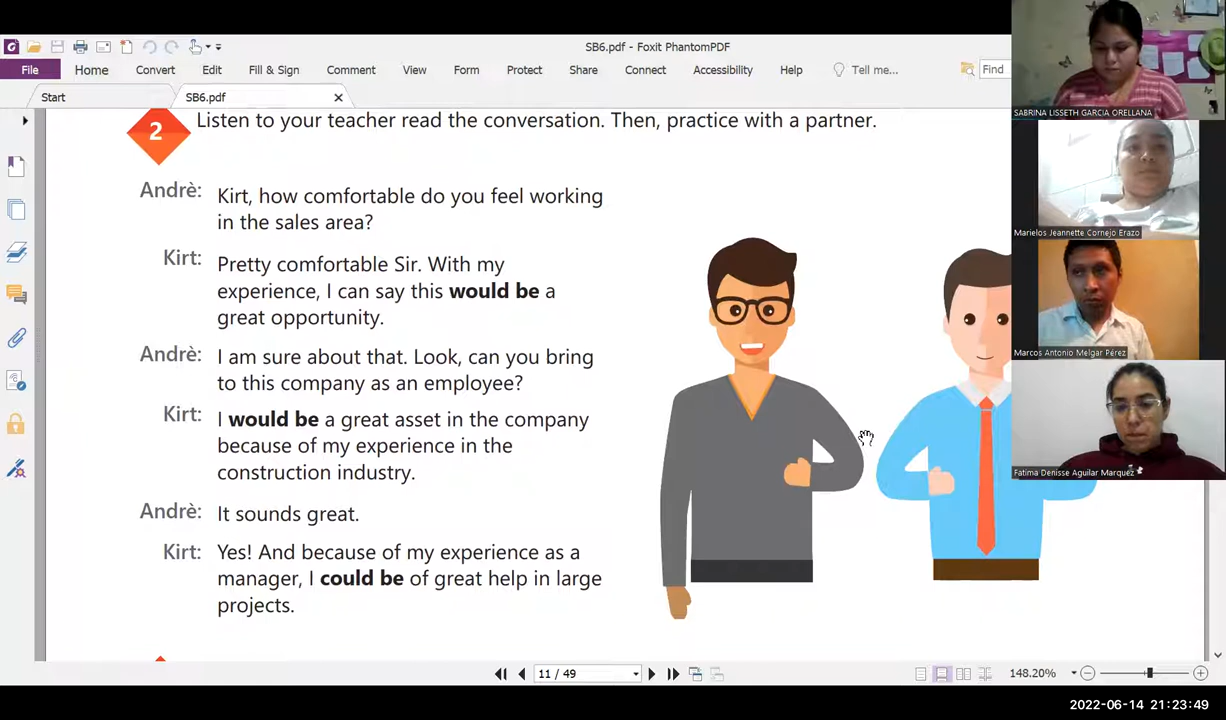 SB6.pdf - Foxit PhantomPDF
File Home Convert Edit Fill & Sign Comment View Form Protect Share Connect Accessibility Help Tell me... Find
Start SB6.pdf
2 Listen to your teacher read the conversation. Then, practice with a partner.
Andrè: Kirt, how comfortable do you feel working
in the sales area?
Kirt: Pretty comfortable Sir. With my
experience, I can say this would be a
great opportunity.
Andrè: I am sure about that. Look, can you bring
to this company as an employee?
Kirt: I would be a great asset in the company
because of my experience in the
construction industry.
Andrè: It sounds great.
Kirt: Yes! And because of my experience as a
manager, I could be of great help in large
projects.
SABRINA LISSETH GARCIA ORELLANA
Marielos Jeannette Cornejo Erazo
Marcos Antonio Melgar Pérez
Fatima Denisse Aguilar Marquez
11 / 49
148.20%
2022-06-14 21:23:49